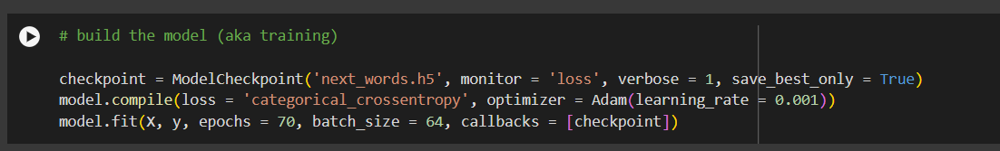 # build the model (aka training)
checkpoint = ModelCheckpoint('next_words.h5', monitor = 'loss', verbose = 1, save_best_only = True)
model.compile(loss = 'categorical_crossentropy', optimizer = Adam(learning_rate = 0.001))
model.fit(X, y, epochs = 70, batch_size = 64, callbacks = [checkpoint])